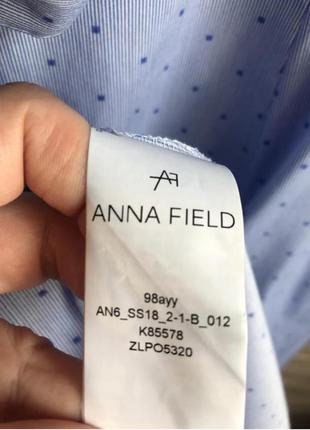 AF
ANNA FIELD
98ayy
AN6_SS18_2-1-B_012
K85578
ZLPO5320